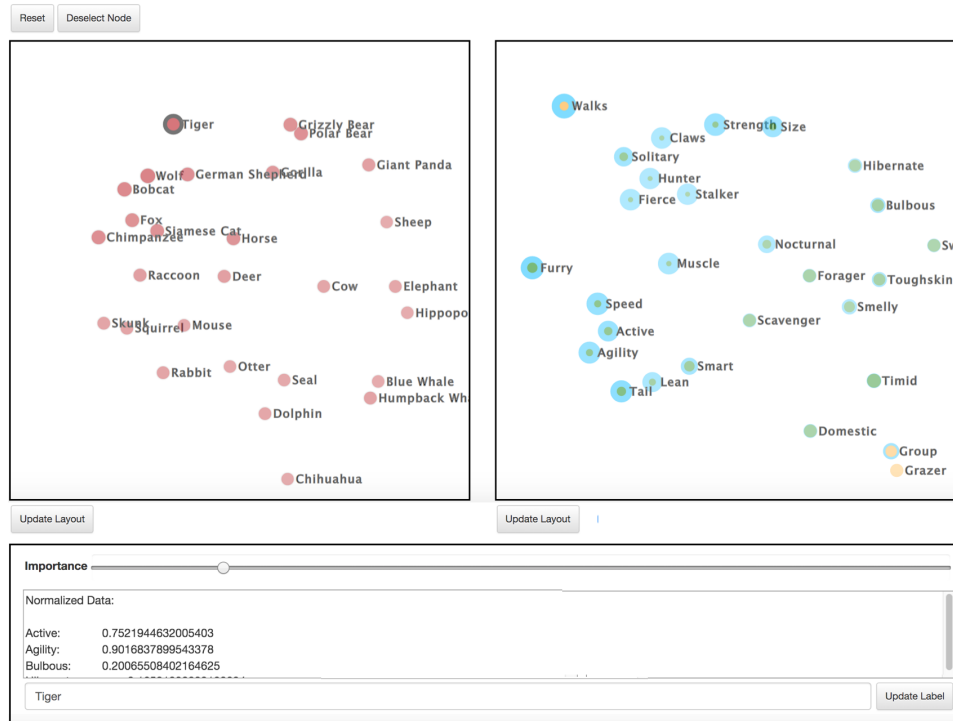 Reset
Deselect Node
Tiger
Grizzly Bear
Polar Bear
Giant Panda
Wolf
German Shepherd
Gorilla
Bobcat
Fox
Siamese Cat
Chimpanzee
Horse
Sheep
Raccoon
Deer
Cow
Elephant
Hippopo
Skunk
Squirrel
Mouse
Rabbit
Otter
Seal
Blue Whale
Humpback Wh
Dolphin
Chihuahua
Walks
Strength
Size
Claws
Solitary
Hibernate
Hunter
Stalker
Fierce
Bulbous
Nocturnal
Sw
Furry
Muscle
Forager
Toughskin
Speed
Smelly
Scavenger
Active
Agility
Smart
Lean
Tail
Timid
Domestic
Group
Grazer
Update Layout
Update Layout
Importance
Normalized Data:
Active: 0.7521944632005403
Agility: 0.9016837899543378
Bulbous: 0.20065508402164625
Tiger
Update Label